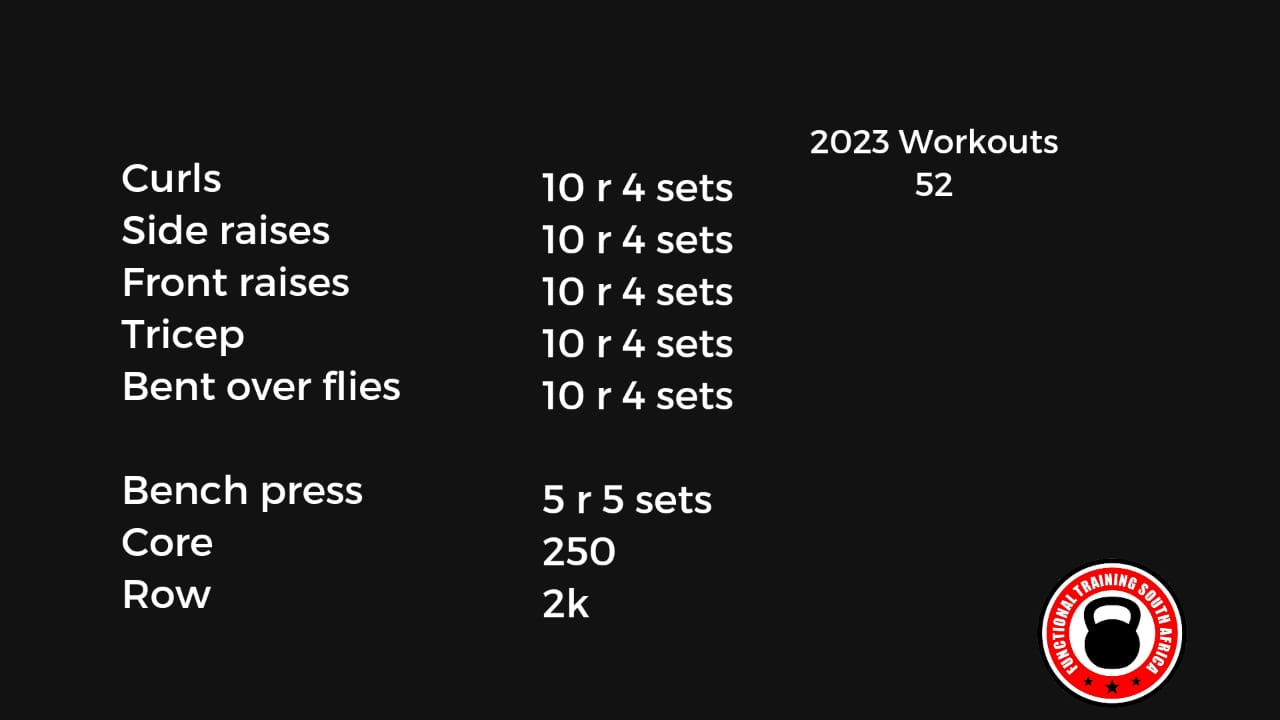 2023 Workouts
52
Curls 10 r 4 sets
Side raises 10 r 4 sets
Front raises 10 r 4 sets
Tricep 10 r 4 sets
Bent over flies 10 r 4 sets
Bench press 5 r 5 sets
Core 250
Row 2k
FUNCTIONAL TRAINING SOUTH AFRICA